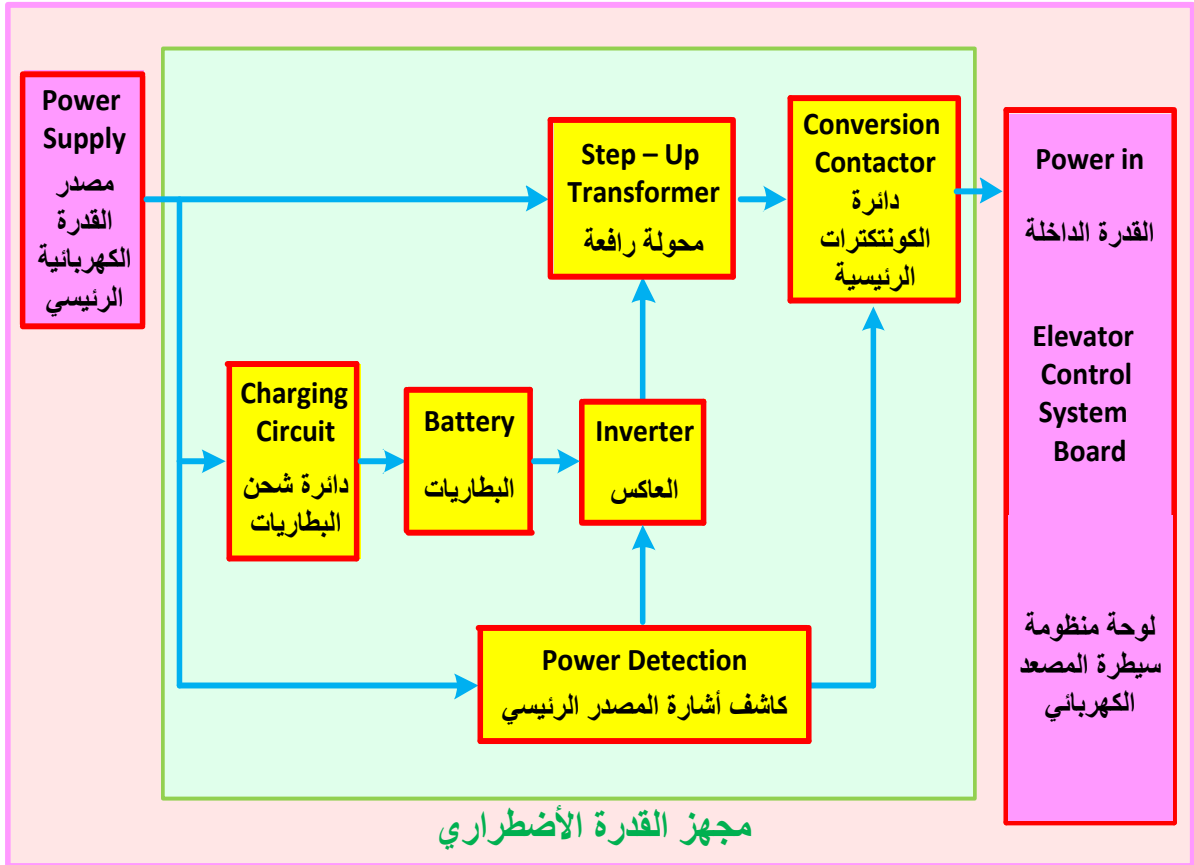 Power
Supply
مصدر
القدرة
الكهربائية
الرئيسي
Step – Up
Transformer
محولة رافعة
Conversion
Contactor
دائرة
الكونتكترات
الرئيسية
Power in
القدرة الداخلة
Elevator
Control
System
Board
لوحة منظومة
سيطرة المصعد
الكهربائي
Charging
Circuit
دائرة شحن
البطاريات
Battery
البطاريات
Inverter
العاكس
Power Detection
كاشف أشارة المصدر الرئيسي
مجهز القدرة الأضطراري